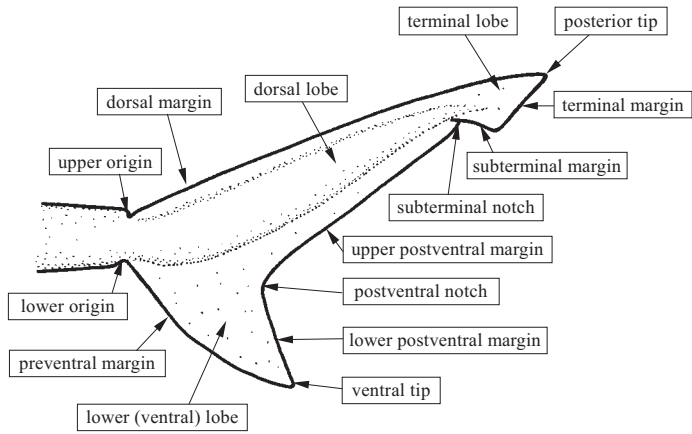 terminal lobe
posterior tip
dorsal lobe
dorsal margin
terminal margin
upper origin
subterminal margin
subterminal notch
upper postventral margin
postventral notch
lower origin
lower postventral margin
preventral margin
ventral tip
lower (ventral) lobe